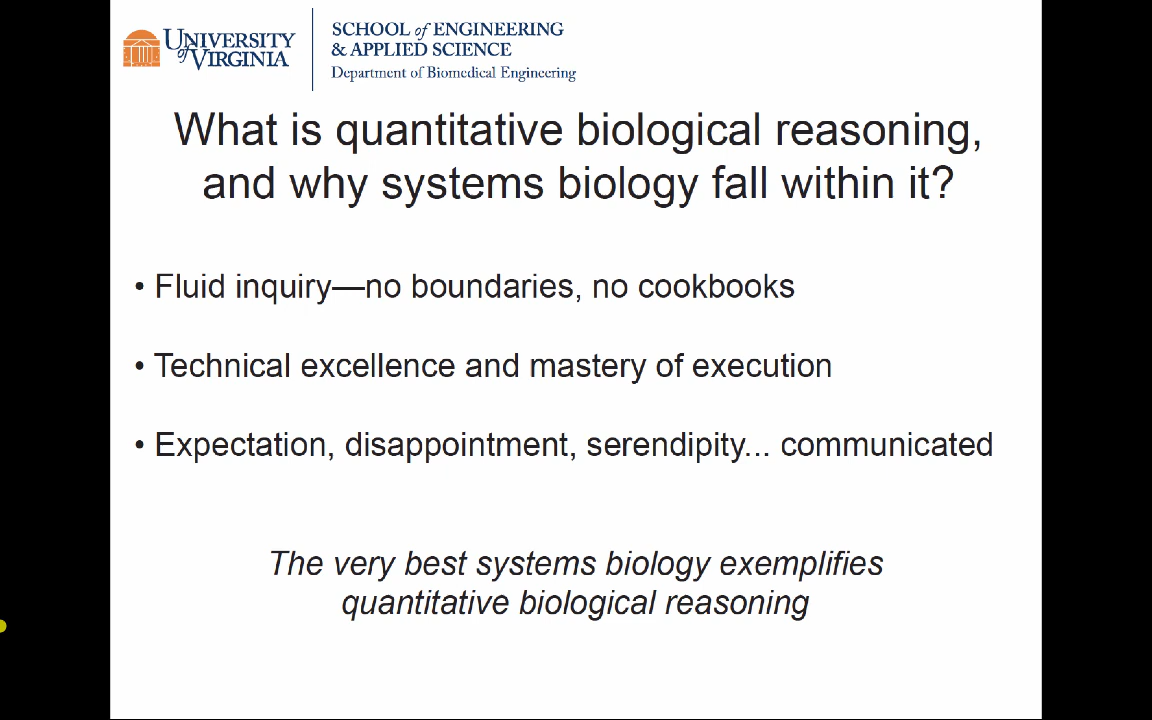 UNIVERSITY
of VIRGINIA
SCHOOL of ENGINEERING
& APPLIED SCIENCE
Department of Biomedical Engineering
What is quantitative biological reasoning,
and why systems biology fall within it?
• Fluid inquiry—no boundaries, no cookbooks
• Technical excellence and mastery of execution
• Expectation, disappointment, serendipity... communicated
The very best systems biology exemplifies
quantitative biological reasoning